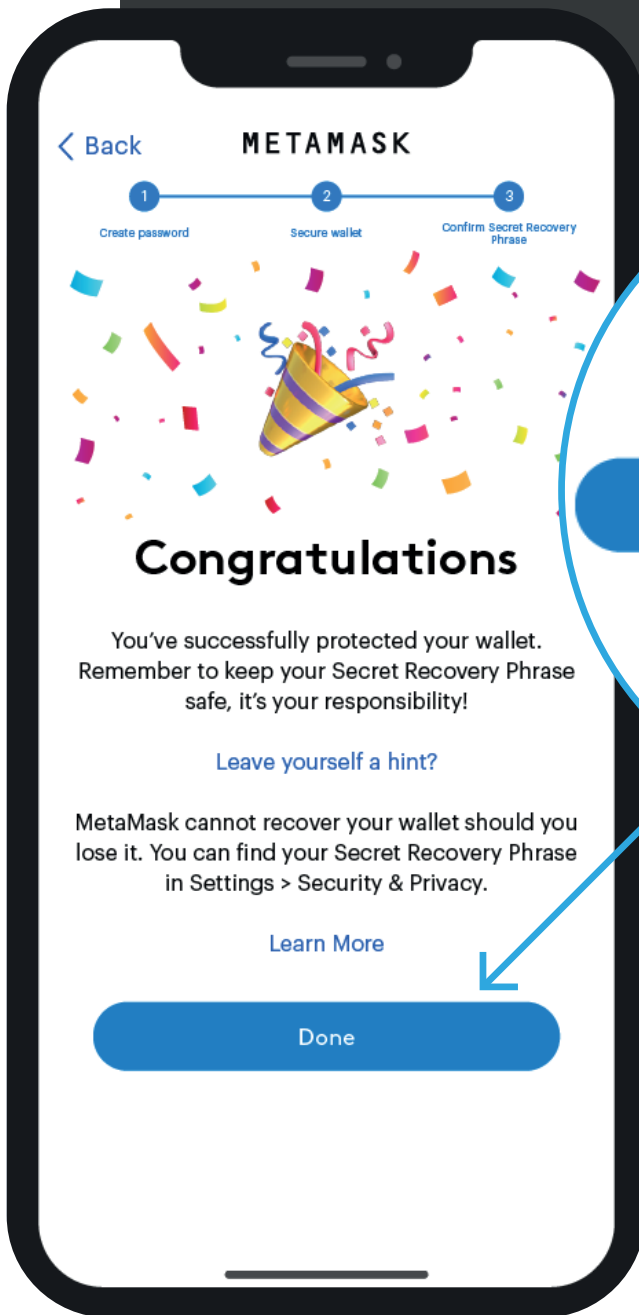 Back
METAMASK
1
2
3
Create password
Secure wallet
Confirm Secret Recovery
Phrase
Congratulations
You’ve successfully protected your wallet.
Remember to keep your Secret Recovery Phrase
safe, it’s your responsibility!
Leave yourself a hint?
MetaMask cannot recover your wallet should you
lose it. You can find your Secret Recovery Phrase
in Settings > Security & Privacy.
Learn More
Done